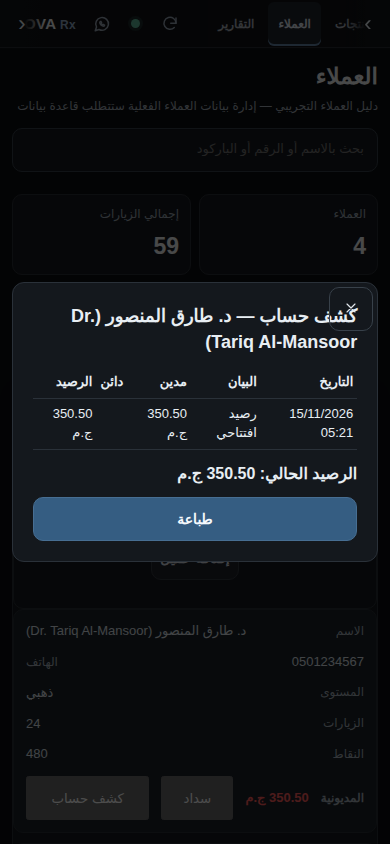 OVA Rx
التقارير
العملاء
العملاء
دليل العملاء التجريبي — إدارة بيانات العملاء الفعلية ستتطلب قاعدة بيانات
بحث بالاسم أو الرقم أو الباركود
العملاء
إجمالي الزيارات
4
59
كشف حساب — د. طارق المنصور (Dr.
Tariq Al-Mansoor)
التاريخ البيان مدين دائن الرصيد
15/11/2026 رصيد 350.50 350.50
05:21 افتتاحي ج.م ج.م
الرصيد الحالي: 350.50 ج.م
طباعة
الاسم د. طارق المنصور (Dr. Tariq Al-Mansoor)
الهاتف 0501234567
المستوى ذهبي
الزيارات 24
النقاط 480
المديونية 350.50 ج.م سداد كشف حساب